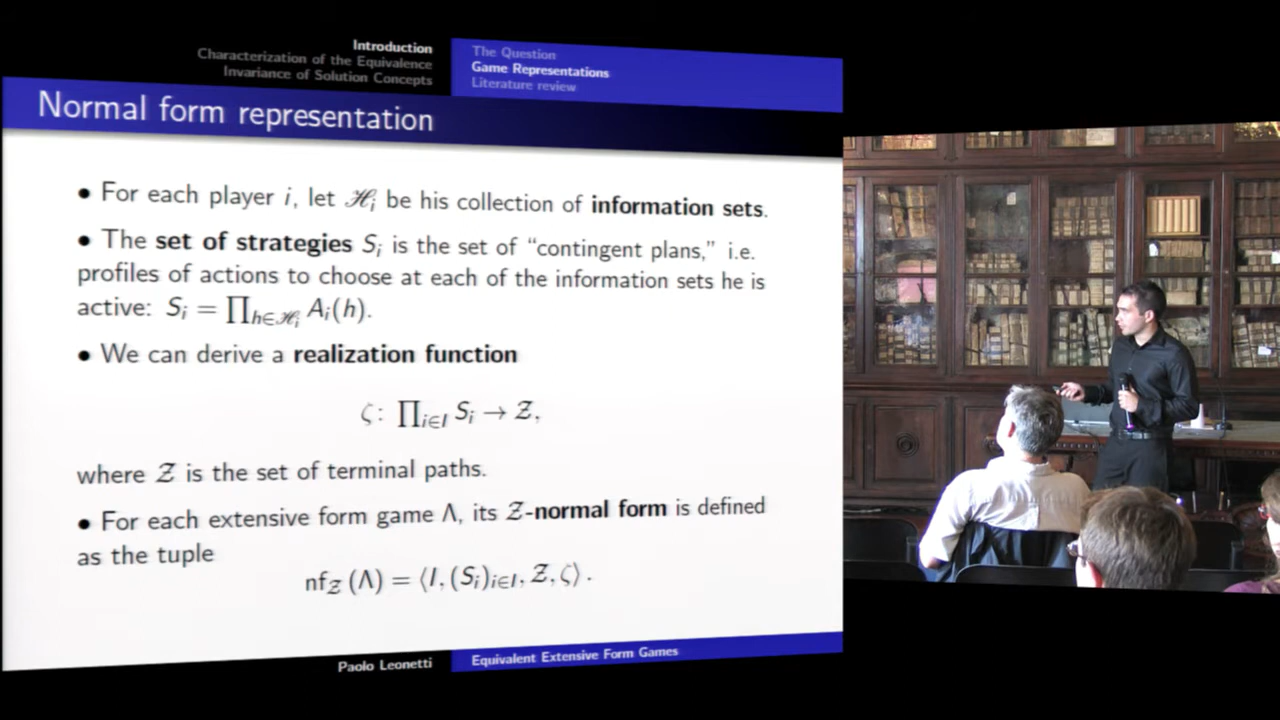 Introduction
Characterization of the Equivalence
Invariance of Solution Concepts
The Question
Game Representations
Literature review
Normal form representation
• For each player i, let ℋᵢ be his collection of information sets.
• The set of strategies Sᵢ is the set of “contingent plans,” i.e.
profiles of actions to choose at each of the information sets he is
active: Sᵢ = ∏_{h∈ℋᵢ} Aᵢ(h).
• We can derive a realization function
ζ: ∏_{i∈I} Sᵢ → 𝒵,
where 𝒵 is the set of terminal paths.
• For each extensive form game Λ, its 𝒵-normal form is defined
as the tuple
nf_𝒵 (Λ) = ⟨I, (Sᵢ)_{i∈I}, 𝒵, ζ⟩.
Paolo Leonetti
Equivalent Extensive Form Games